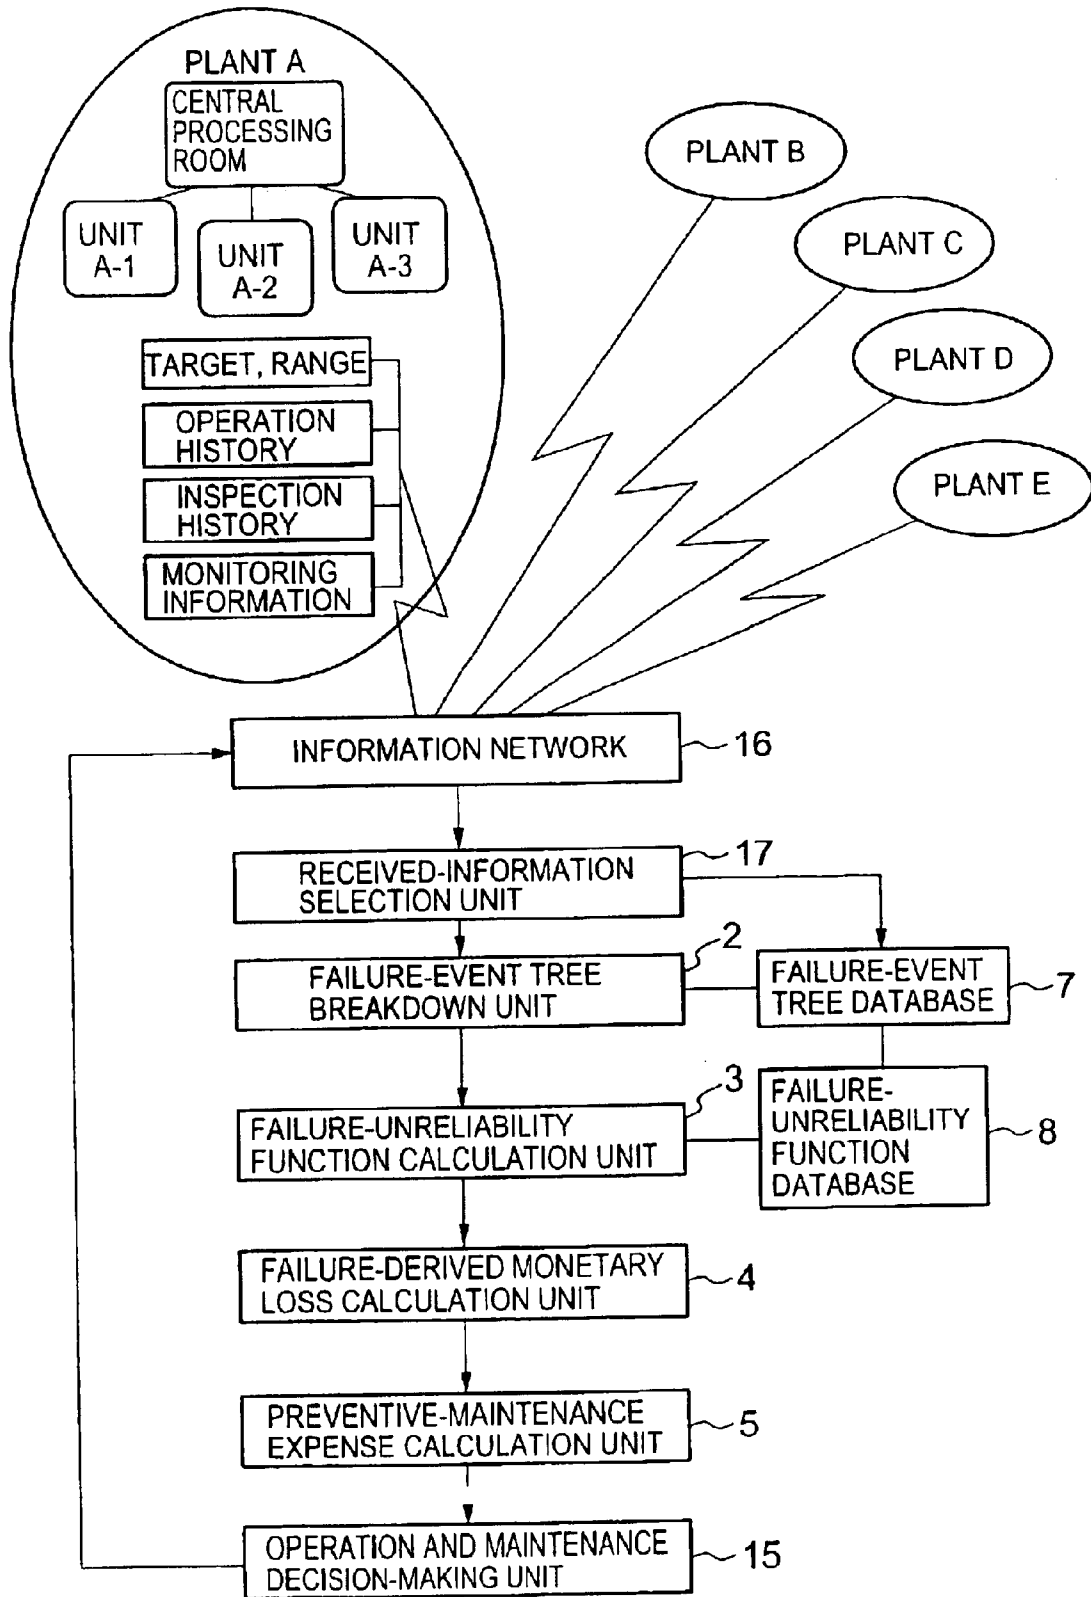 PLANT A
CENTRAL
PROCESSING
ROOM
UNIT
A-1
UNIT
A-2
UNIT
A-3
TARGET, RANGE
OPERATION
HISTORY
INSPECTION
HISTORY
MONITORING
INFORMATION
PLANT B
PLANT C
PLANT D
PLANT E
INFORMATION NETWORK
16
RECEIVED-INFORMATION
SELECTION UNIT
17
FAILURE-EVENT TREE
BREAKDOWN UNIT
2
FAILURE-EVENT
TREE DATABASE
7
FAILURE-UNRELIABILITY
FUNCTION CALCULATION UNIT
3
FAILURE-
UNRELIABILITY
FUNCTION
DATABASE
8
FAILURE-DERIVED MONETARY
LOSS CALCULATION UNIT
4
PREVENTIVE-MAINTENANCE
EXPENSE CALCULATION UNIT
5
OPERATION AND MAINTENANCE
DECISION-MAKING UNIT
15